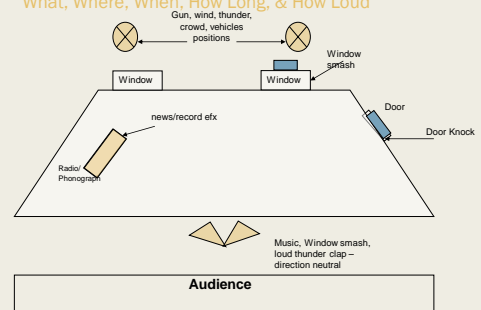 What, Where, When, How Long, & How Loud
Gun, wind, thunder,
crowd, vehicles
positions
Window
smash
Window
Window
Door
news/record efx
Door Knock
Radio/
Phonograph
Music, Window smash,
loud thunder clap –
direction neutral
Audience